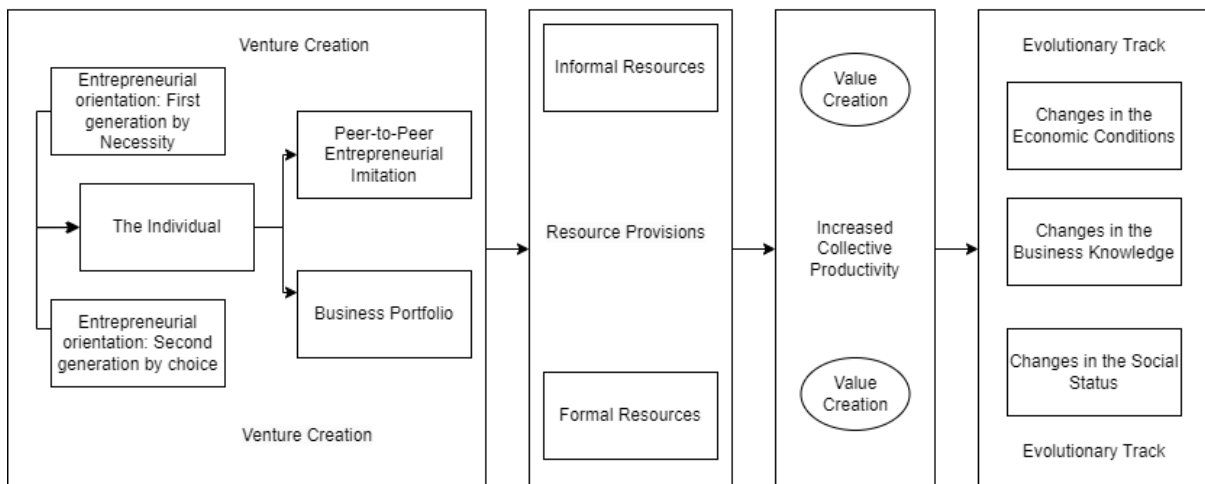 Venture Creation
Entrepreneurial
orientation: First
generation by
Necessity
The Individual
Entrepreneurial
orientation: Second
generation by choice
Peer-to-Peer
Entrepreneurial
Imitation
Business Portfolio
Venture Creation
Informal Resources
Resource Provisions
Formal Resources
Value
Creation
Increased
Collective
Productivity
Value
Creation
Evolutionary Track
Changes in the
Economic Conditions
Changes in the
Business Knowledge
Changes in the Social
Status
Evolutionary Track